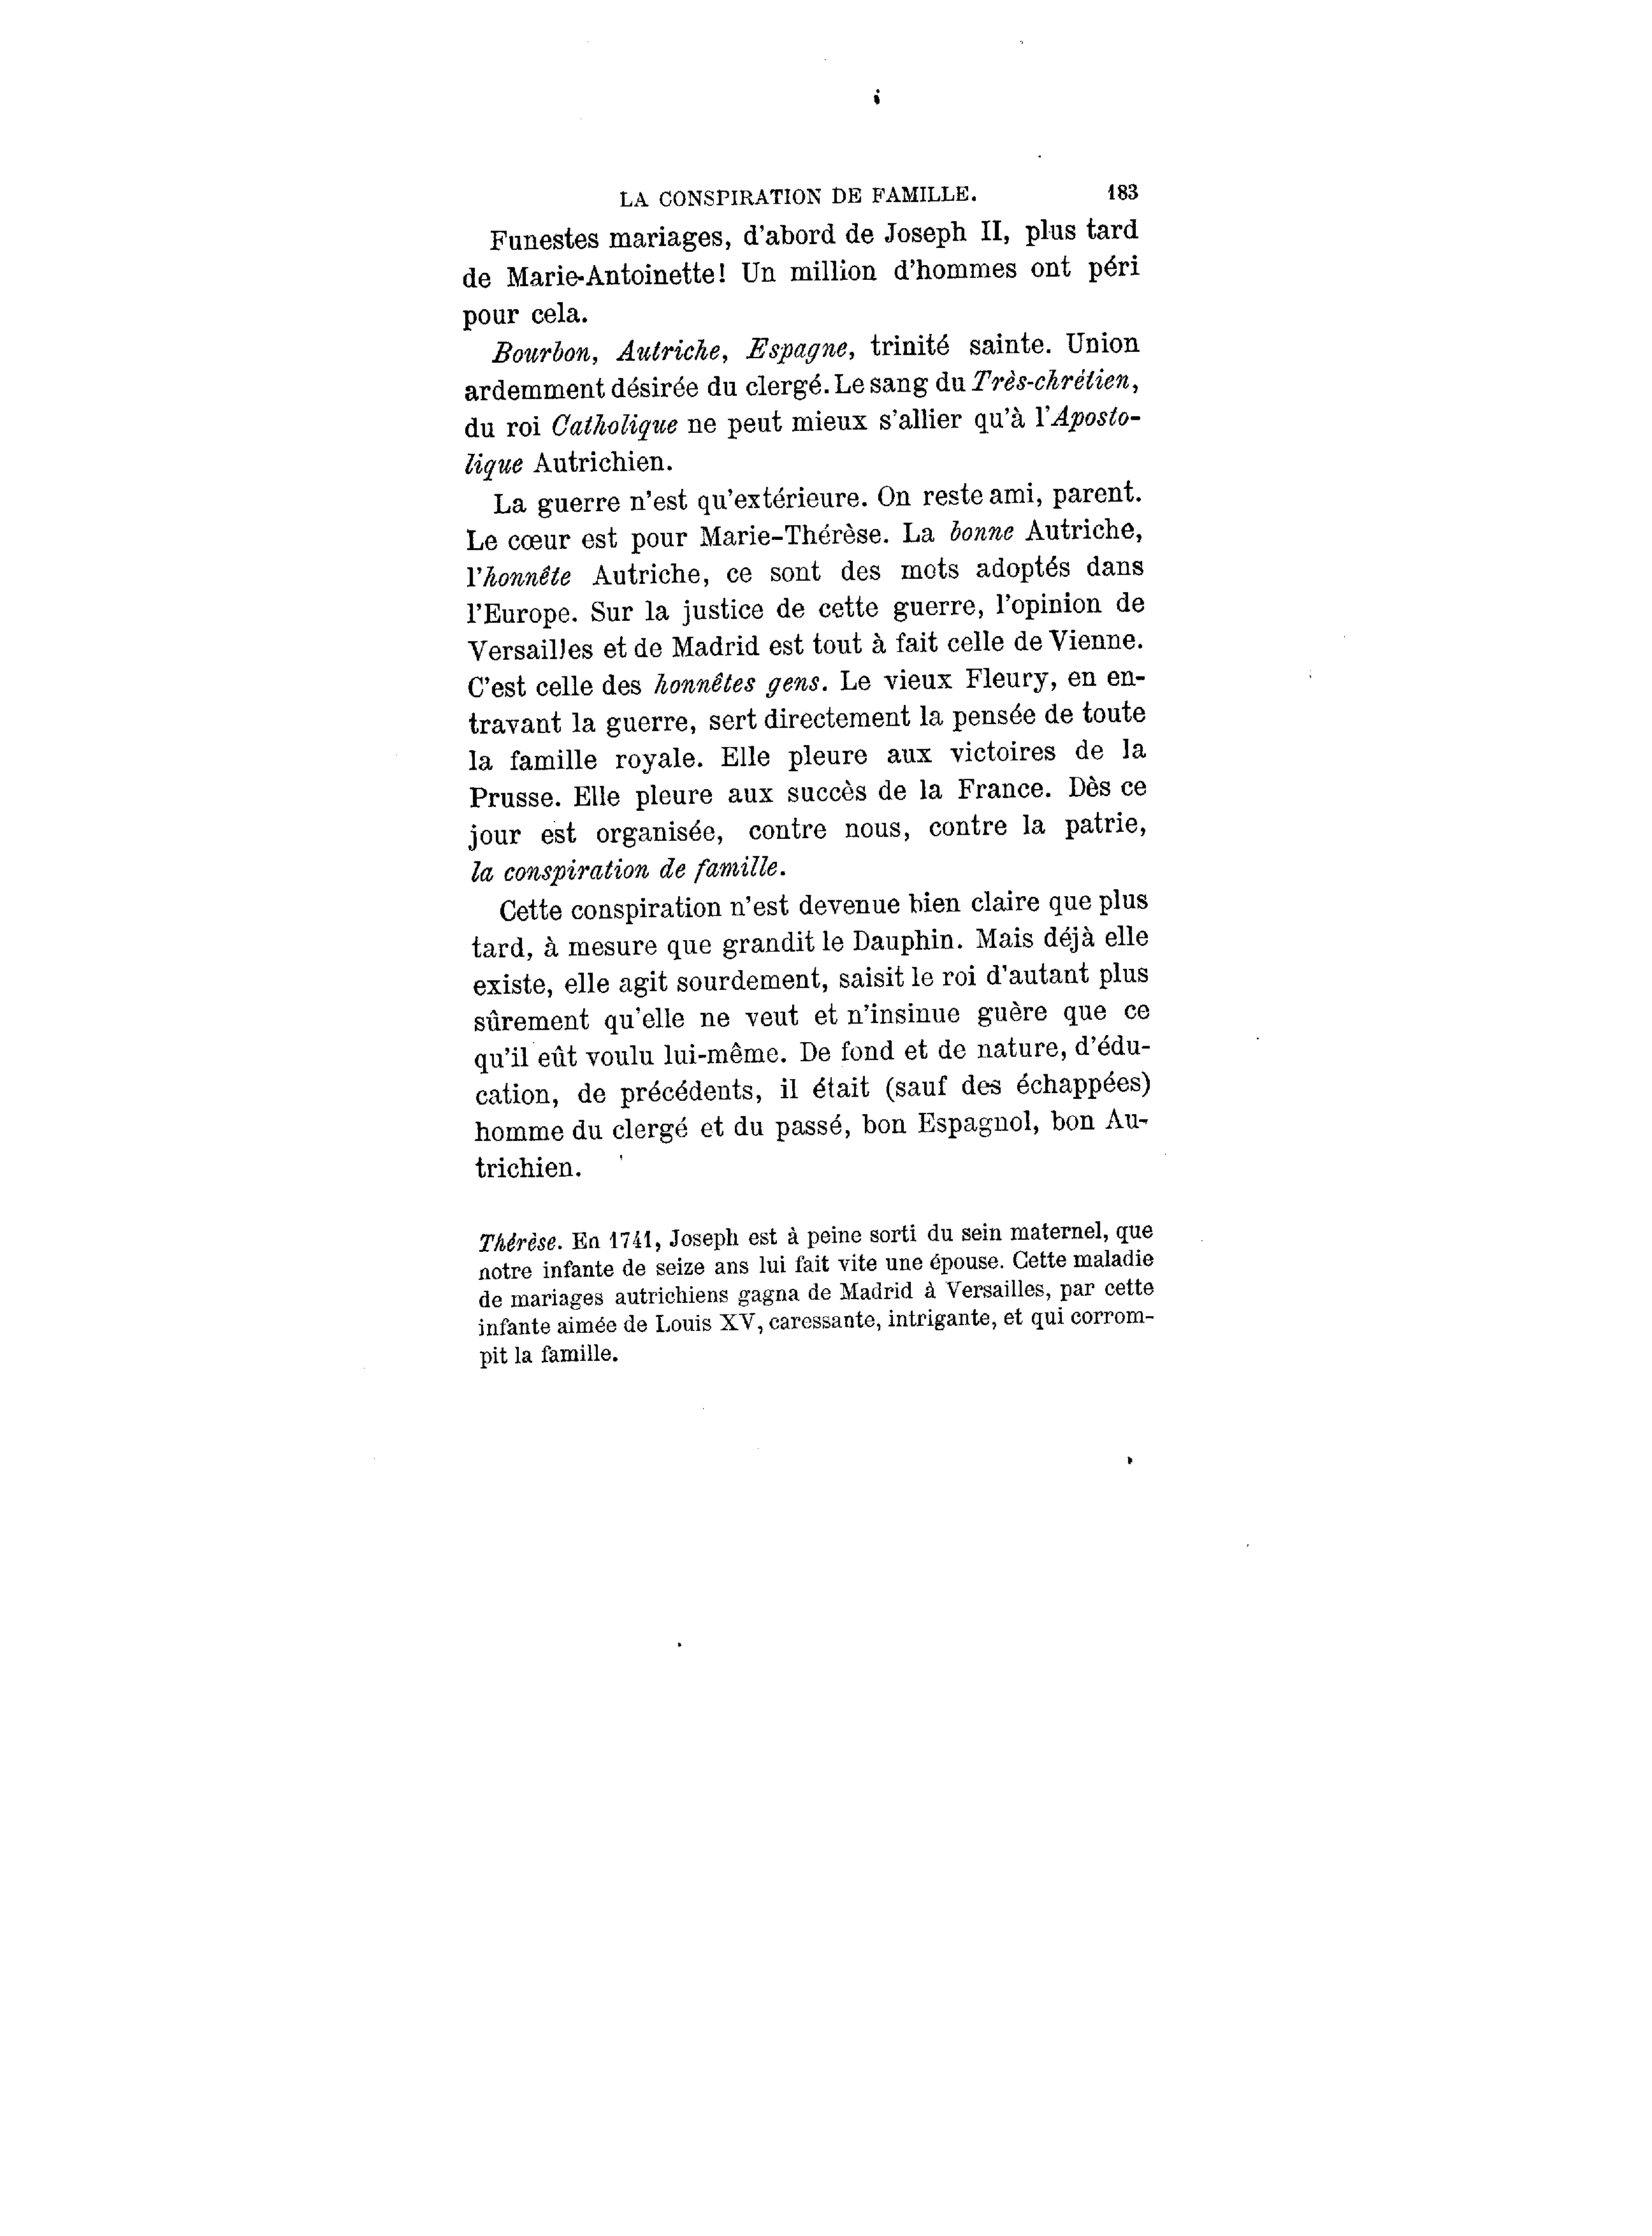 LA CONSPIRATION DE FAMILLE. 183
Funestes mariages, d'abord de Joseph II, plus tard
de Marie-Antoinette! Un million d'hommes ont péri
pour cela.
Bourbon, Autriche, Espagne, trinité sainte. Union
ardemment désirée du clergé. Le sang du Très-chrétien,
du roi Catholique ne peut mieux s'allier qu'à l'Aposto-
lique Autrichien.
La guerre n'est qu'extérieure. On reste ami, parent.
Le cœur est pour Marie-Thérèse. La bonne Autriche,
l'honnête Autriche, ce sont des mots adoptés dans
l'Europe. Sur la justice de cette guerre, l'opinion de
Versailles et de Madrid est tout à fait celle de Vienne.
C'est celle des honnêtes gens. Le vieux Fleury, en en-
travant la guerre, sert directement la pensée de toute
la famille royale. Elle pleure aux victoires de la
Prusse. Elle pleure aux succès de la France. Dès ce
jour est organisée, contre nous, contre la patrie,
la conspiration de famille.
Cette conspiration n'est devenue bien claire que plus
tard, à mesure que grandit le Dauphin. Mais déjà elle
existe, elle agit sourdement, saisit le roi d'autant plus
sûrement qu'elle ne veut et n'insinue guère que ce
qu'il eût voulu lui-même. De fond et de nature, d'édu-
cation, de précédents, il était (sauf des échappées)
homme du clergé et du passé, bon Espagnol, bon Au-
trichien.
Thérèse. En 1741, Joseph est à peine sorti du sein maternel, que
notre infante de seize ans lui fait vite une épouse. Cette maladie
de mariages autrichiens gagna de Madrid à Versailles, par cette
infante aimée de Louis XV, caressante, intrigante, et qui corrom-
pit la famille.